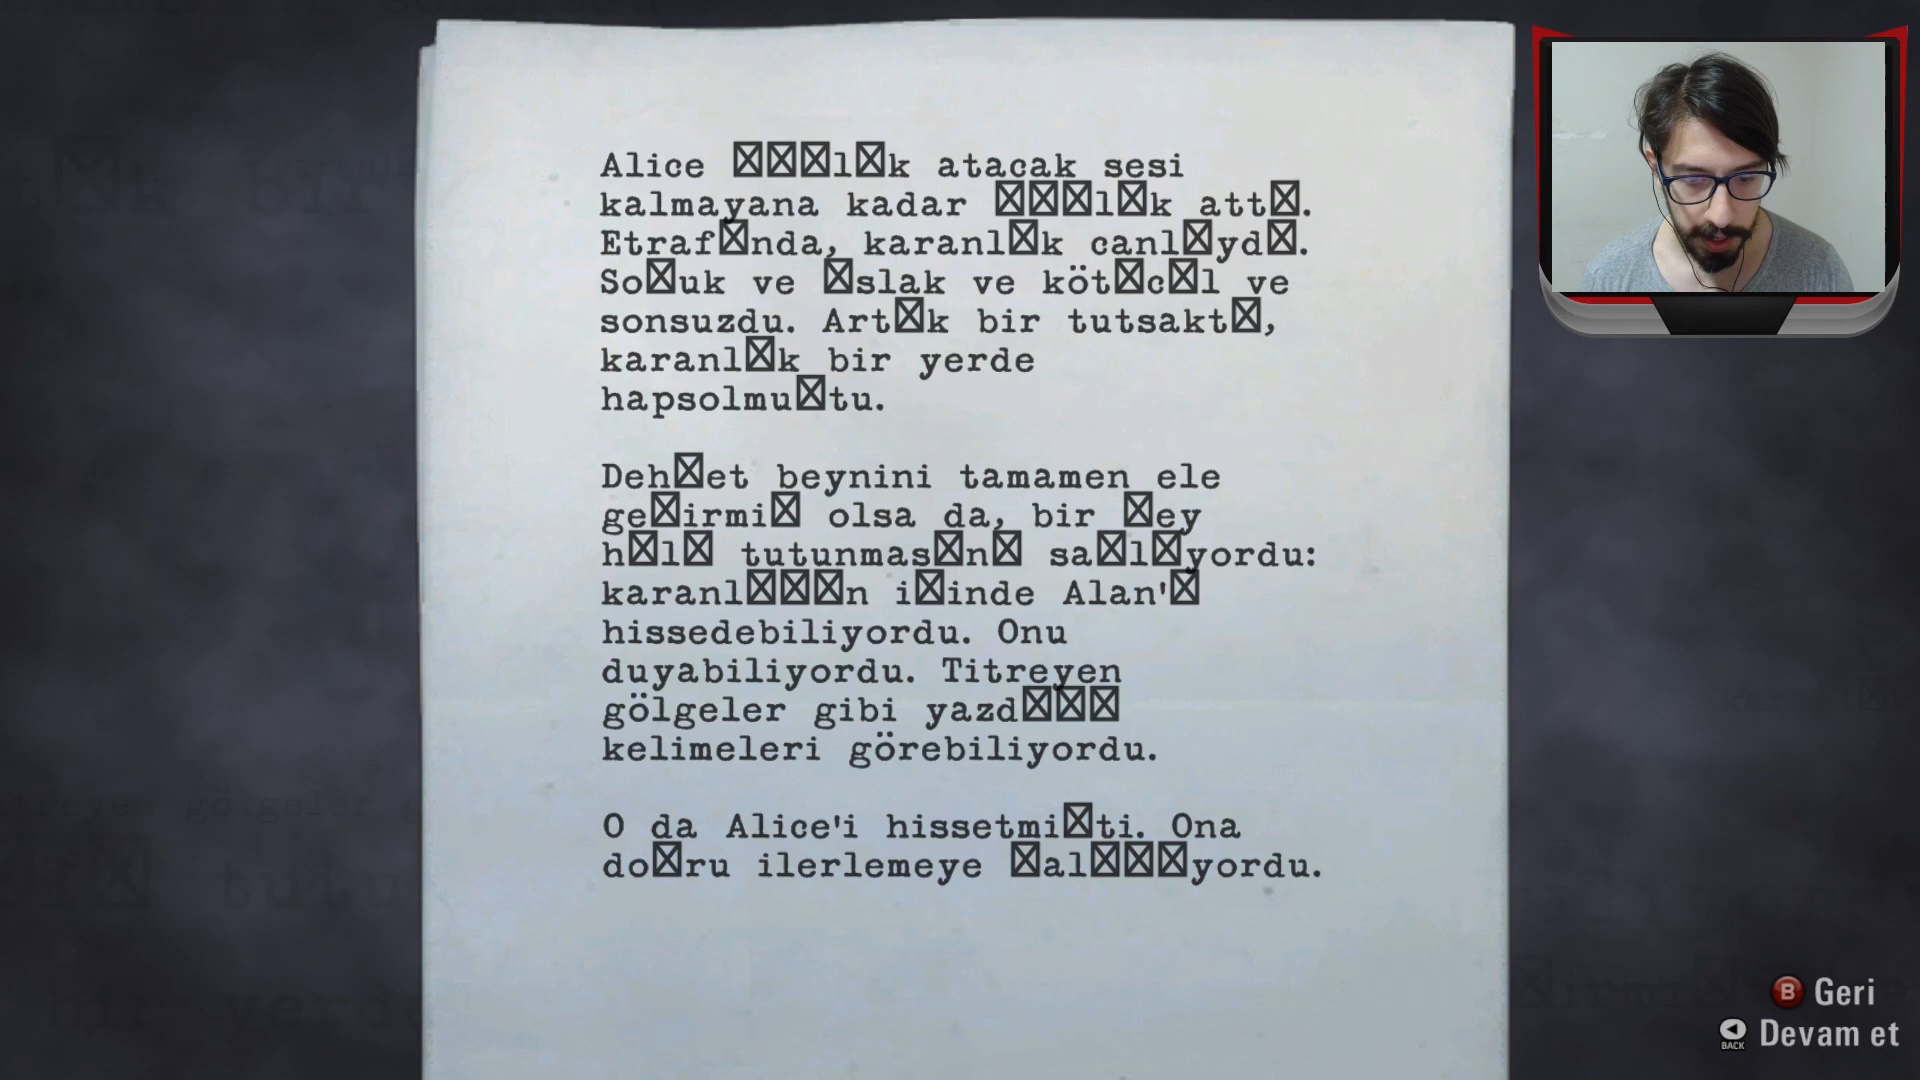 Alice ☒☒☒l☒k atacak sesi
kalmayana kadar ☒☒☒l☒k att☒.
Etraf☒nda, karanl☒k canl☒yd☒.
So☒uk ve ☒slak ve köt☒c☒l ve
sonsuzdu. Art☒k bir tutsakt☒,
karanl☒k bir yerde
hapsolmu☒tu.
Deh☒et beynini tamamen ele
ge☒irmi☒ olsa da, bir ☒ey
h☒l☒ tutunmas☒n☒ sa☒l☒yordu:
karanl☒☒☒n i☒inde Alan'☒
hissedebiliyordu. Onu
duyabiliyordu. Titreyen
gölgeler gibi yazd☒☒☒
kelimeleri görebiliyordu.
O da Alice'i hissetmi☒ti. Ona
do☒ru ilerlemeye ☒al☒☒☒yordu.
B Geri
BACK Devam et